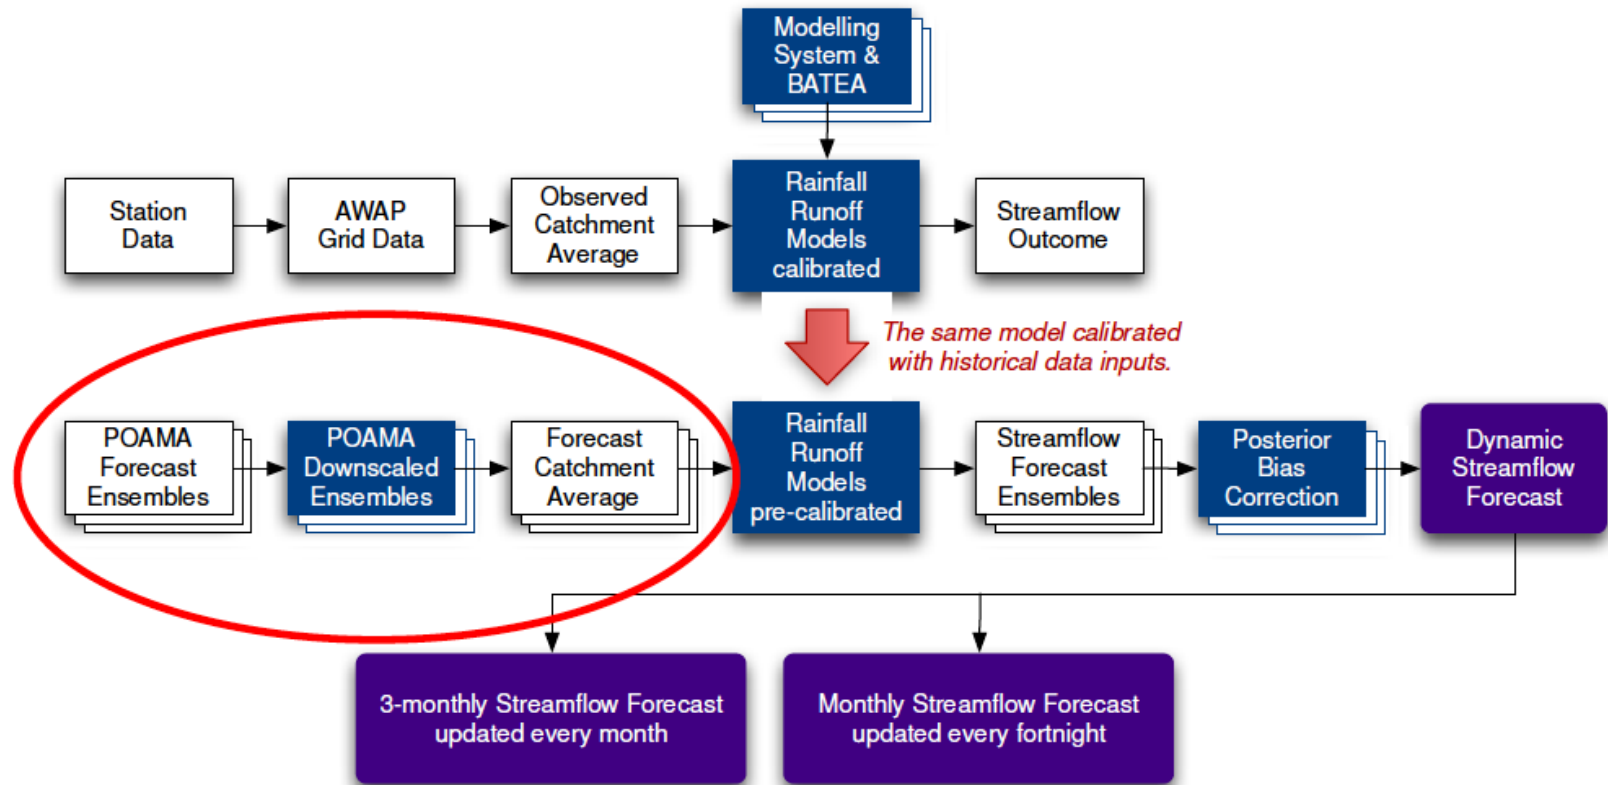 Modelling
System &
BATEA
Station
Data
AWAP
Grid Data
Observed
Catchment
Average
Rainfall
Runoff
Models
calibrated
Streamflow
Outcome
The same model calibrated
with historical data inputs.
POAMA
Forecast
Ensembles
POAMA
Downscaled
Ensembles
Forecast
Catchment
Average
Rainfall
Runoff
Models
pre-calibrated
Streamflow
Forecast
Ensembles
Posterior
Bias
Correction
Dynamic
Streamflow
Forecast
3-monthly Streamflow Forecast
updated every month
Monthly Streamflow Forecast
updated every fortnight